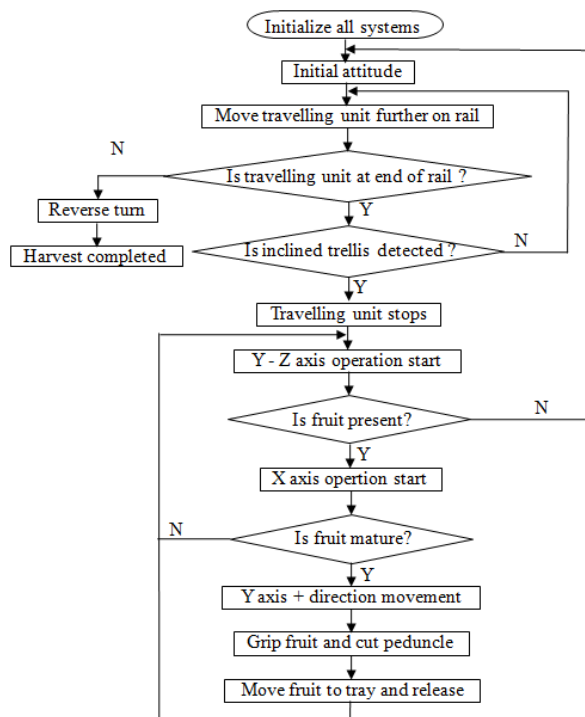 Initialize all systems
Initial attitude
Move travelling unit further on rail
N
Is travelling unit at end of rail ?
Reverse turn
Y
Harvest completed
Is inclined trellis detected ?
N
Y
Travelling unit stops
Y - Z axis operation start
Is fruit present?
N
Y
X axis opertion start
N
Is fruit mature?
Y
Y axis + direction movement
Grip fruit and cut peduncle
Move fruit to tray and release